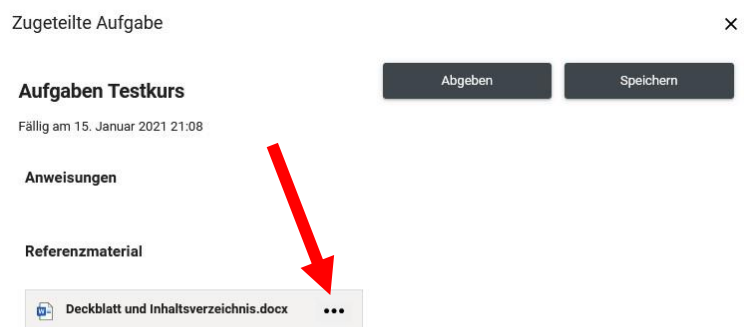 Zugeteilte Aufgabe
Aufgaben Testkurs
Abgeben
Speichern
Fällig am 15. Januar 2021 21:08
Anweisungen
Referenzmaterial
Deckblatt und Inhaltsverzeichnis.docx